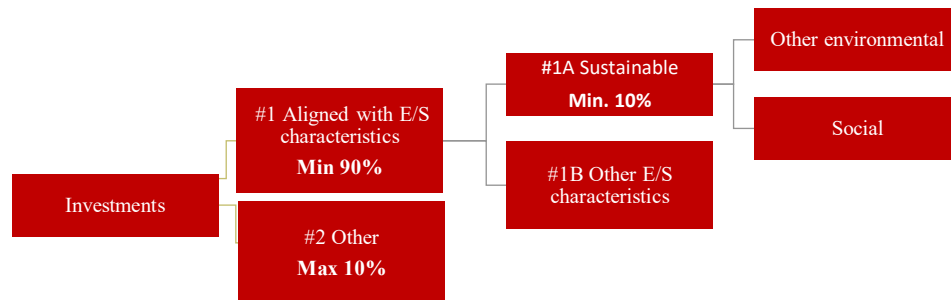 Investments
#1 Aligned with E/S
characteristics
Min 90%
#2 Other
Max 10%
#1A Sustainable
Min. 10%
#1B Other E/S
characteristics
Other environmental
Social